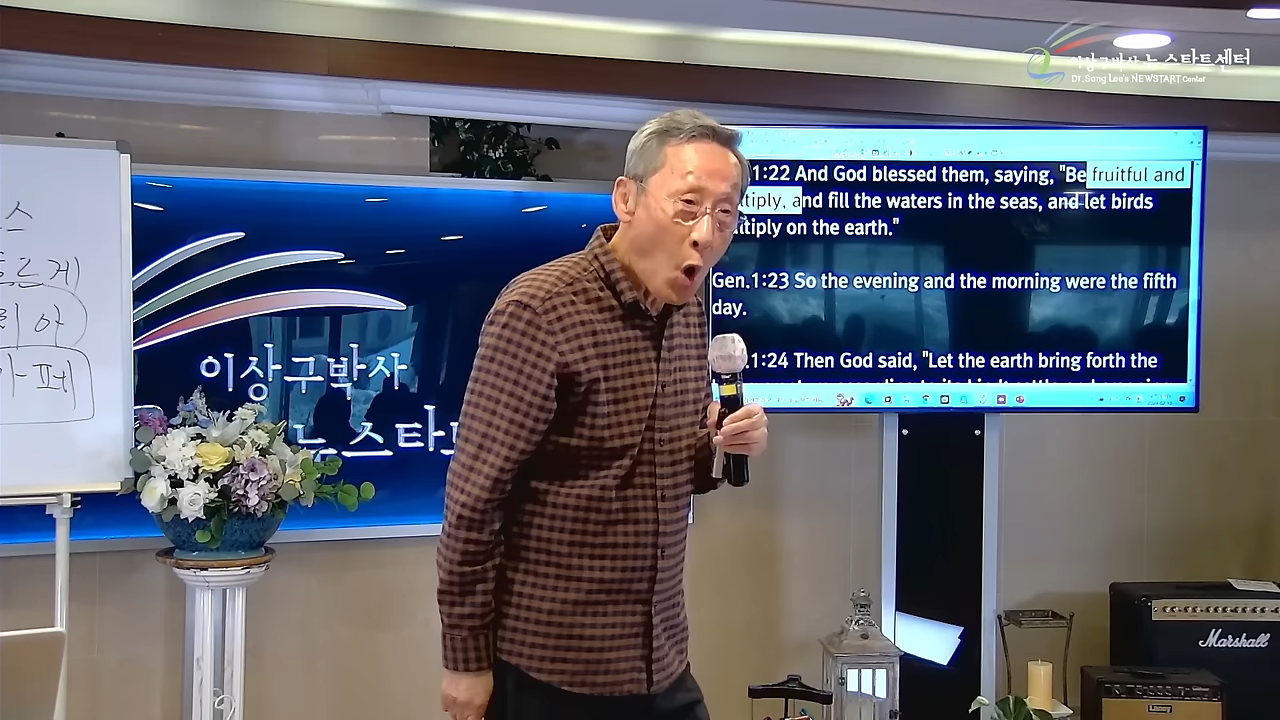 이상구박사 뉴스타트센터
Dr. Sang Lee's NEWSTART Center
스
르게
아
이상구박사
뉴스타트
1:22 And God blessed them, saying, "Be fruitful and
tiply, and fill the waters in the seas, and let birds
ltiply on the earth."
Gen.1:23 So the evening and the morning were the fifth
day.
1:24 Then God said, "Let the earth bring forth the
Marshall
Laney